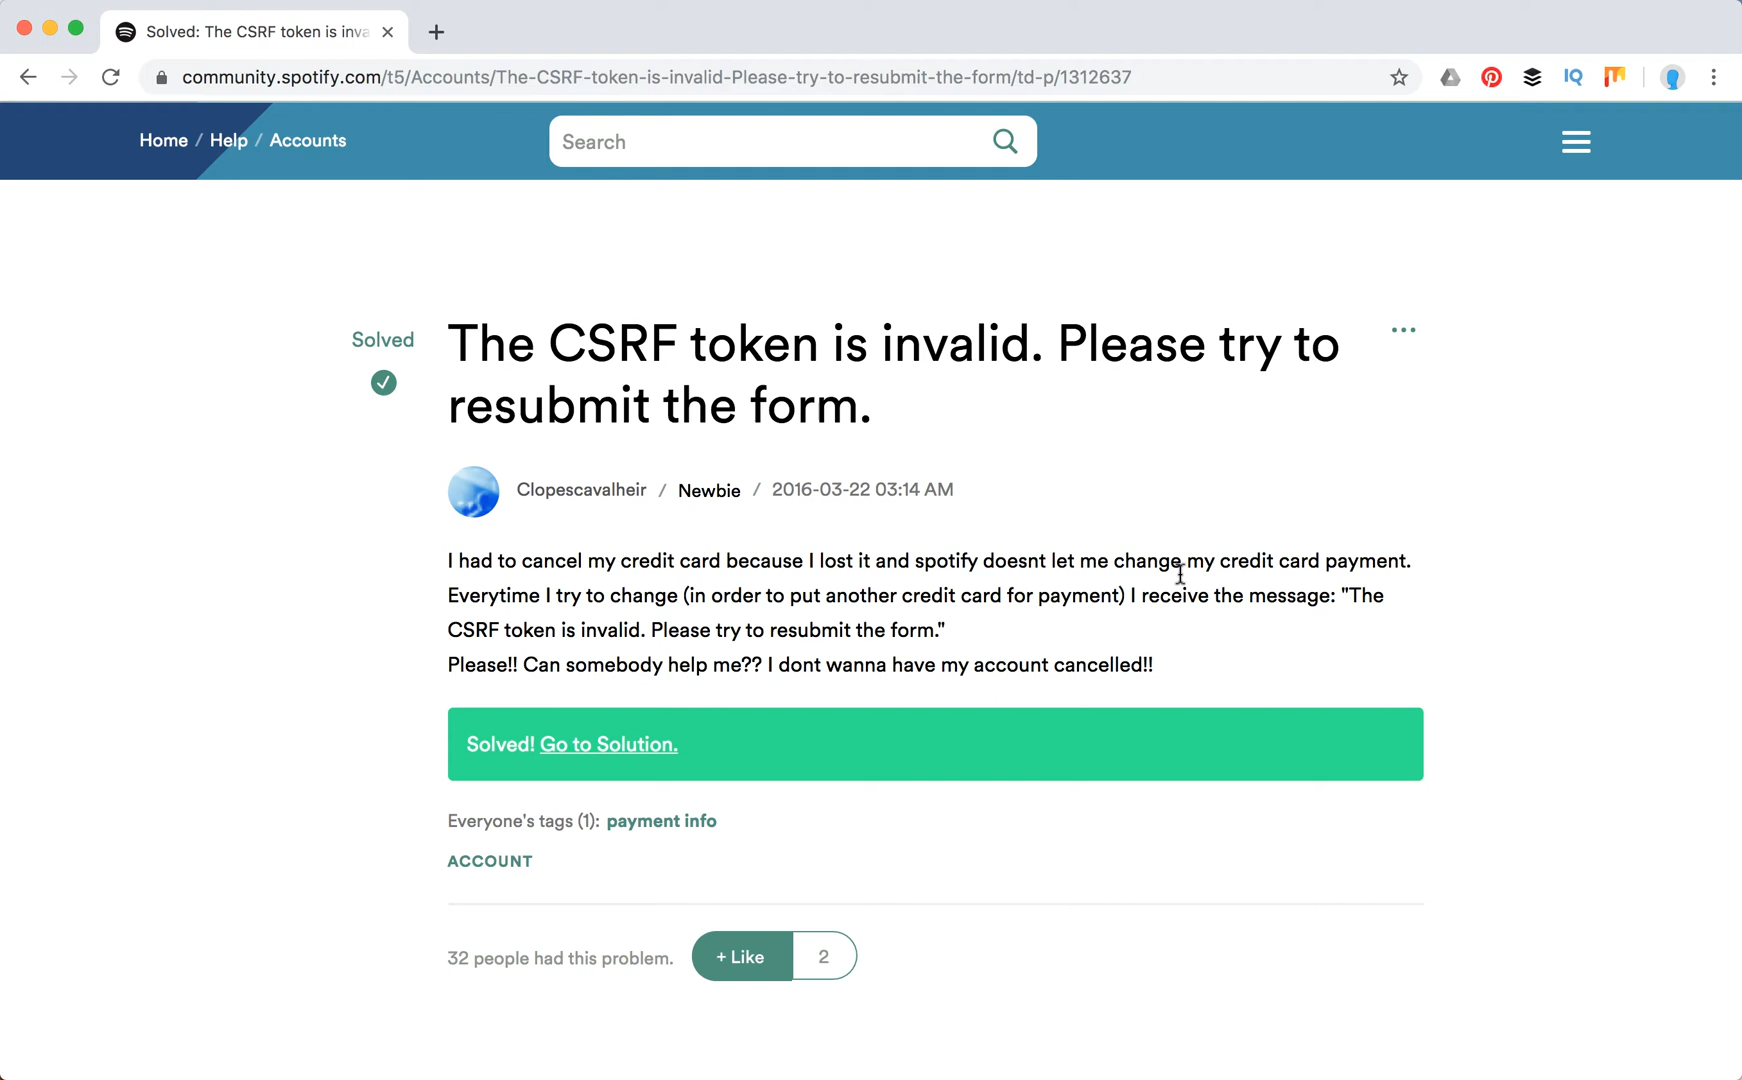 Solved: The CSRF token is inva
community.spotify.com/t5/Accounts/The-CSRF-token-is-invalid-Please-try-to-resubmit-the-form/td-p/1312637
IQ
Home / Help / Accounts
Search
Solved
The CSRF token is invalid. Please try to
resubmit the form.
Clopescavalheir / Newbie / 2016-03-22 03:14 AM
I had to cancel my credit card because I lost it and spotify doesnt let me change my credit card payment.
Everytime I try to change (in order to put another credit card for payment) I receive the message: "The
CSRF token is invalid. Please try to resubmit the form."
Please!! Can somebody help me?? I dont wanna have my account cancelled!!
Solved! Go to Solution.
Everyone's tags (1): payment info
ACCOUNT
32 people had this problem.
+ Like
2